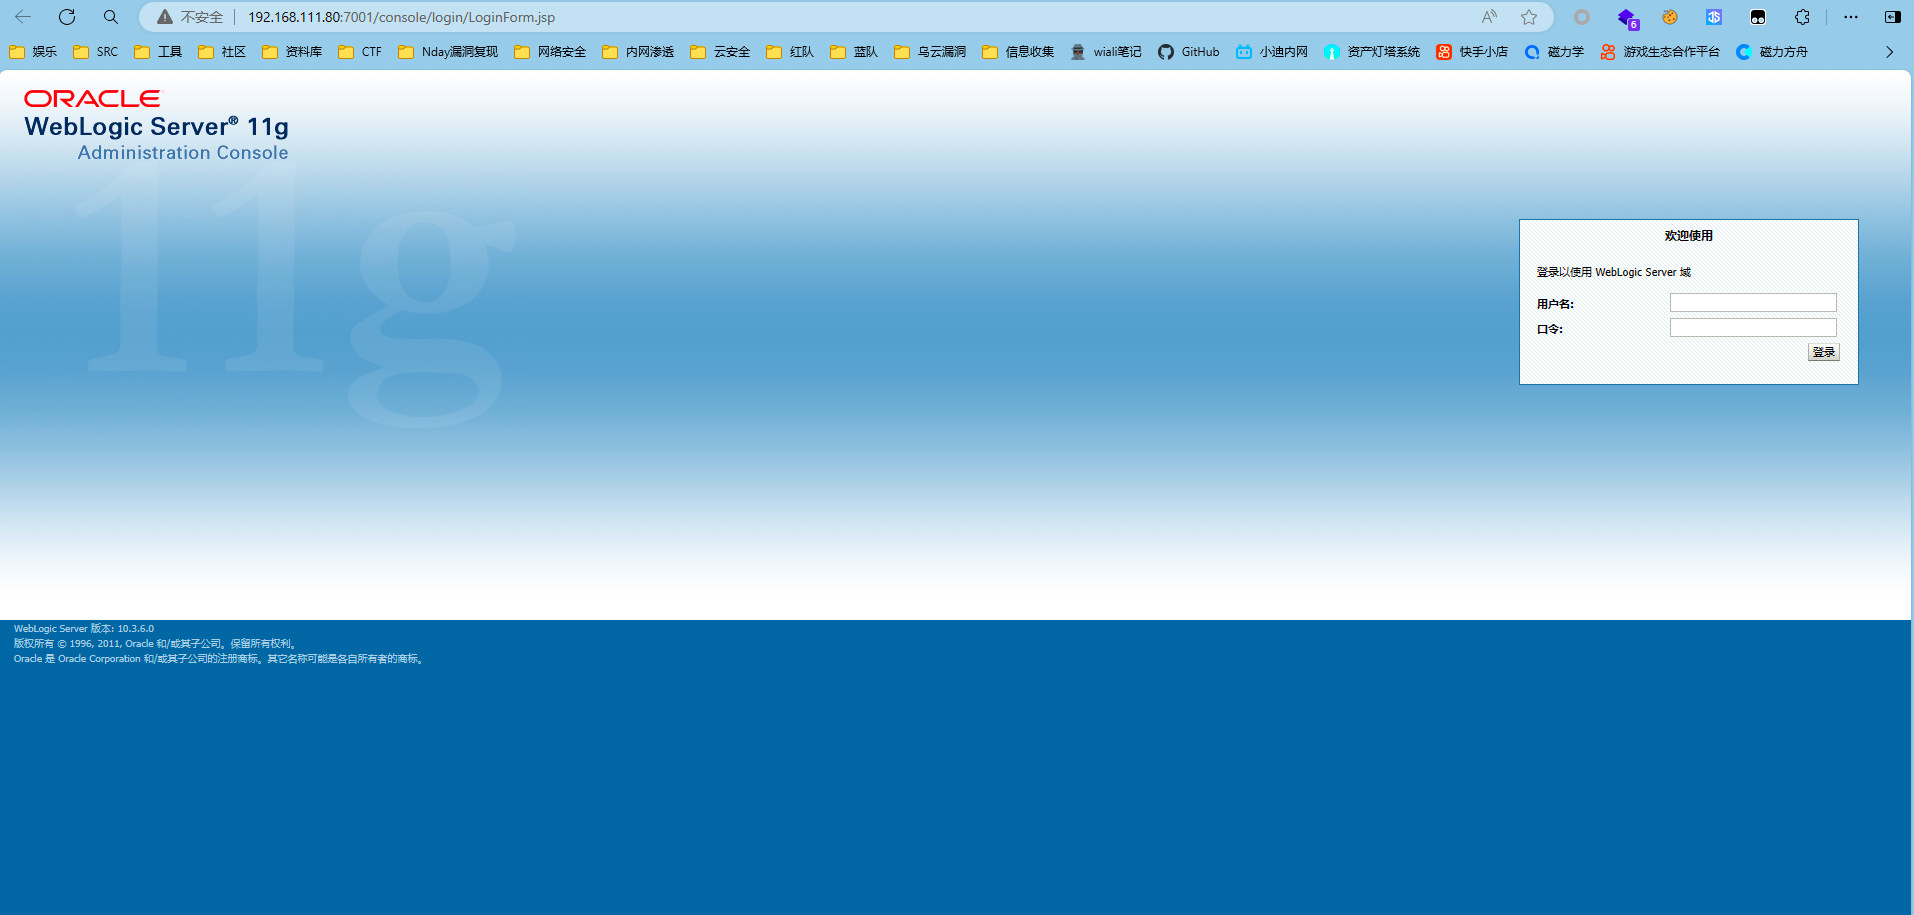 不安全 192.168.111.80:7001/console/login/LoginForm.jsp
6
娱乐 SRC 工具 社区 资料库 CTF Nday漏洞复现 网络安全 内网渗透 云安全 红队 蓝队 乌云漏洞 信息收集 wiali笔记 GitHub 小迪内网 资产灯塔系统 快手小店 磁力学 游戏生态合作平台 磁力方舟
ORACLE
WebLogic Server® 11g
Administration Console
11g
欢迎使用
登录以使用 WebLogic Server 域
用户名:
口令:
登录
WebLogic Server 版本: 10.3.6.0
版权所有 © 1996, 2011, Oracle 和/或其子公司。保留所有权利。
Oracle 是 Oracle Corporation 和/或其子公司的注册商标。其它名称可能是各自所有者的商标。